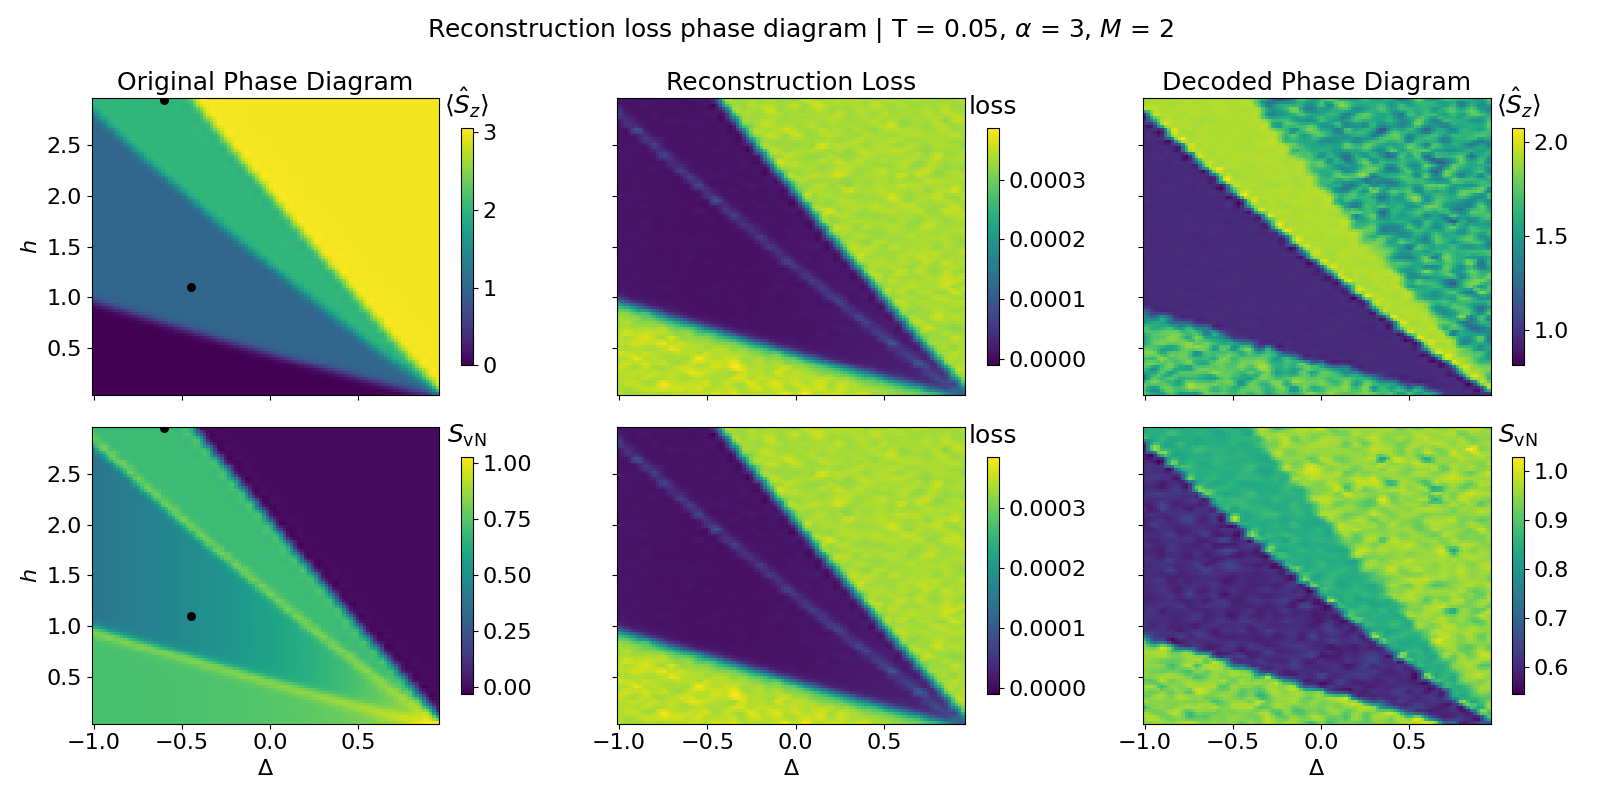 Reconstruction loss phase diagram | T = 0.05, α = 3, M = 2
Original Phase Diagram
⟨Ŝz⟩
h
2.5
2.0
1.5
1.0
0.5
3
2
1
0
Reconstruction Loss
loss
0.0003
0.0002
0.0001
0.0000
Decoded Phase Diagram
⟨Ŝz⟩
2.0
1.5
1.0
SvN
h
2.5
2.0
1.5
1.0
0.5
−1.0 −0.5 0.0 0.5
Δ
1.00
0.75
0.50
0.25
0.00
loss
0.0003
0.0002
0.0001
0.0000
−1.0 −0.5 0.0 0.5
Δ
SvN
1.0
0.9
0.8
0.7
0.6
−1.0 −0.5 0.0 0.5
Δ